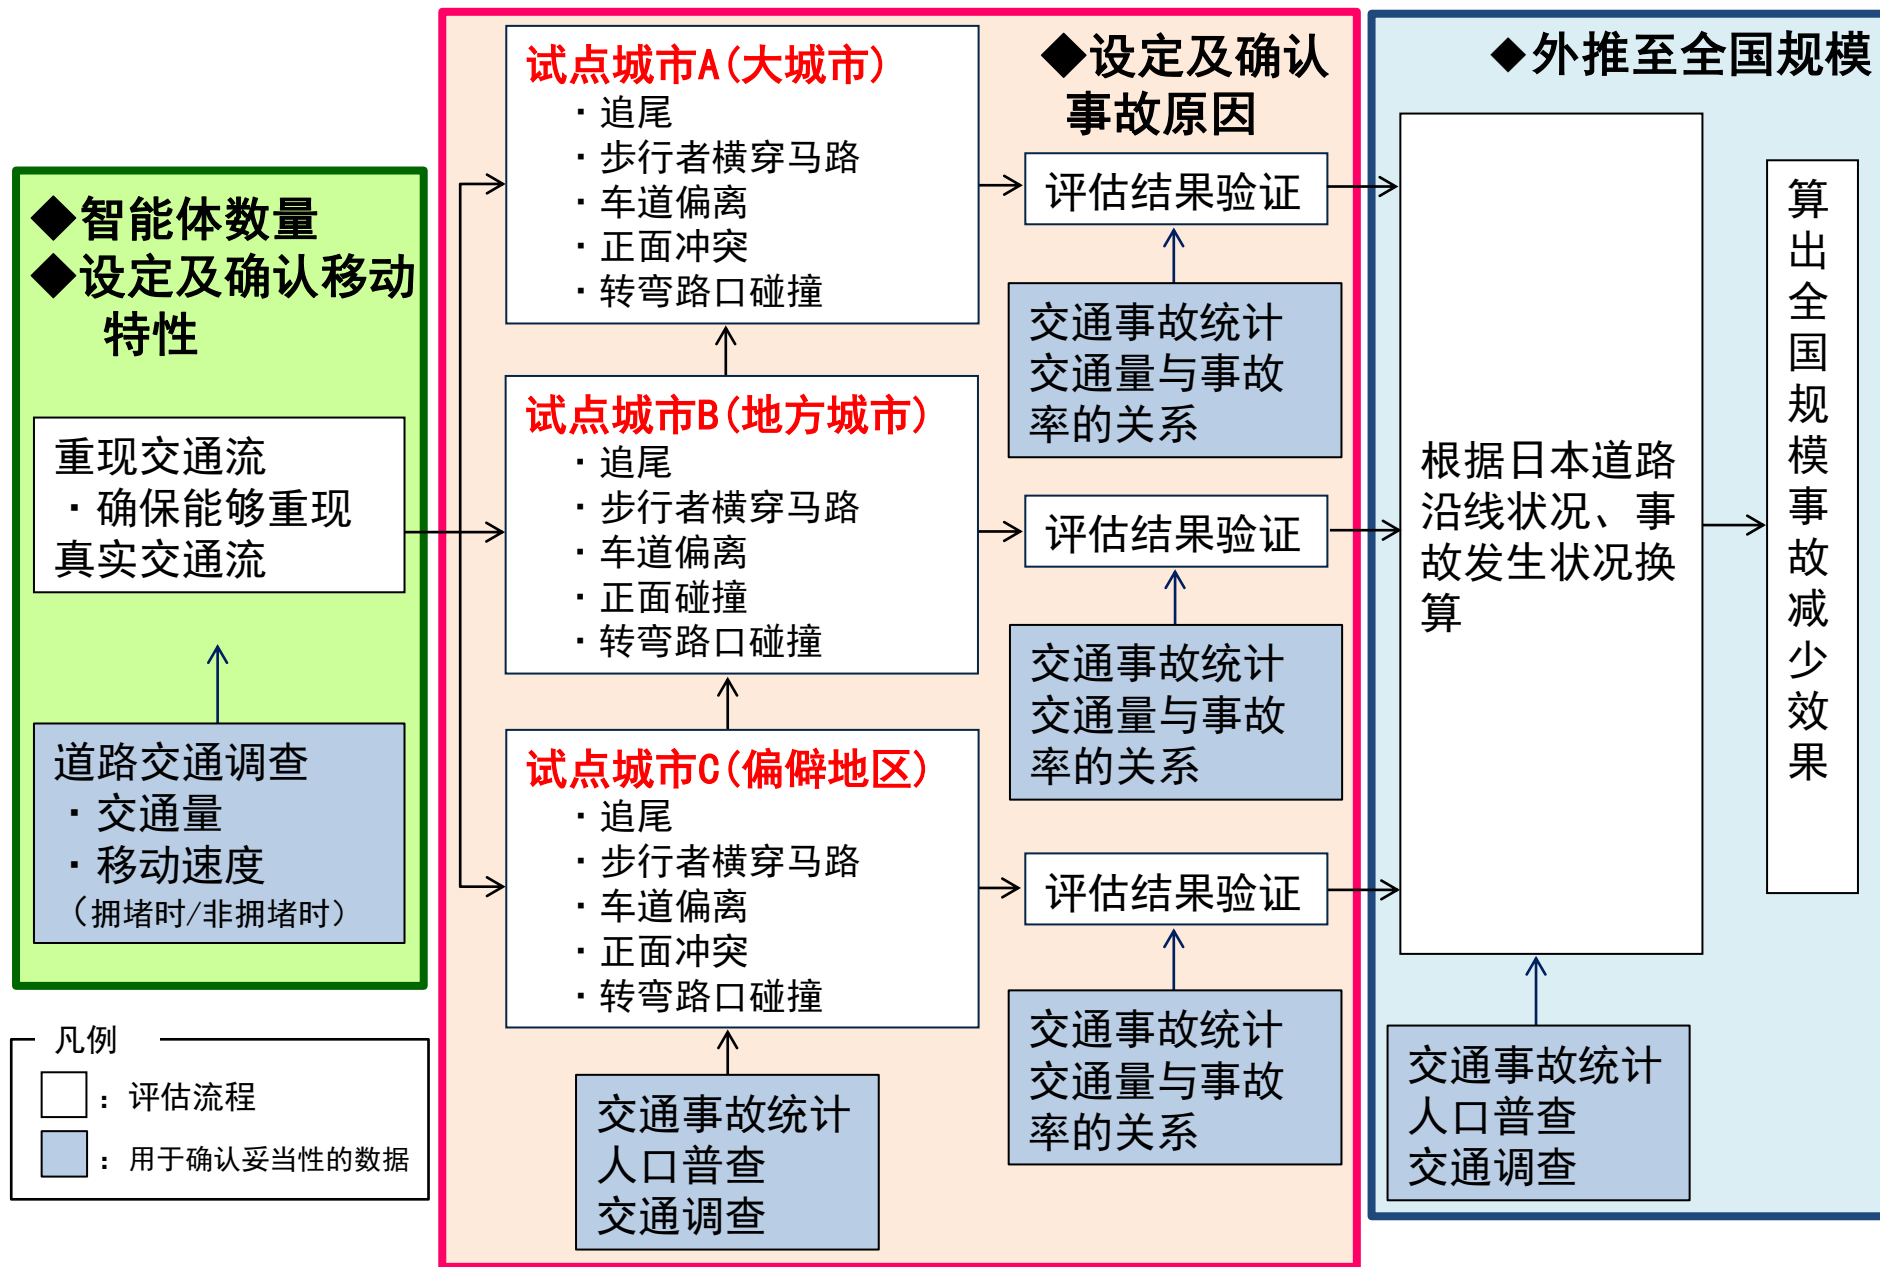 ◆智能体数量
◆设定及确认移动
特性
重现交通流
・确保能够重现
真实交通流
道路交通调查
・交通量
・移动速度
（拥堵时/非拥堵时）
凡例
：评估流程
：用于确认妥当性的数据
◆设定及确认
事故原因
试点城市A(大城市)
・追尾
・步行者横穿马路
・车道偏离
・正面冲突
・转弯路口碰撞
评估结果验证
交通事故统计
交通量与事故
率的关系
试点城市B(地方城市)
・追尾
・步行者横穿马路
・车道偏离
・正面碰撞
・转弯路口碰撞
评估结果验证
交通事故统计
交通量与事故
率的关系
试点城市C(偏僻地区)
・追尾
・步行者横穿马路
・车道偏离
・正面冲突
・转弯路口碰撞
评估结果验证
交通事故统计
交通量与事故
率的关系
交通事故统计
人口普查
交通调查
◆外推至全国规模
根据日本道路
沿线状况、事
故发生状况换
算
算出全国规模事故减少效果
交通事故统计
人口普查
交通调查